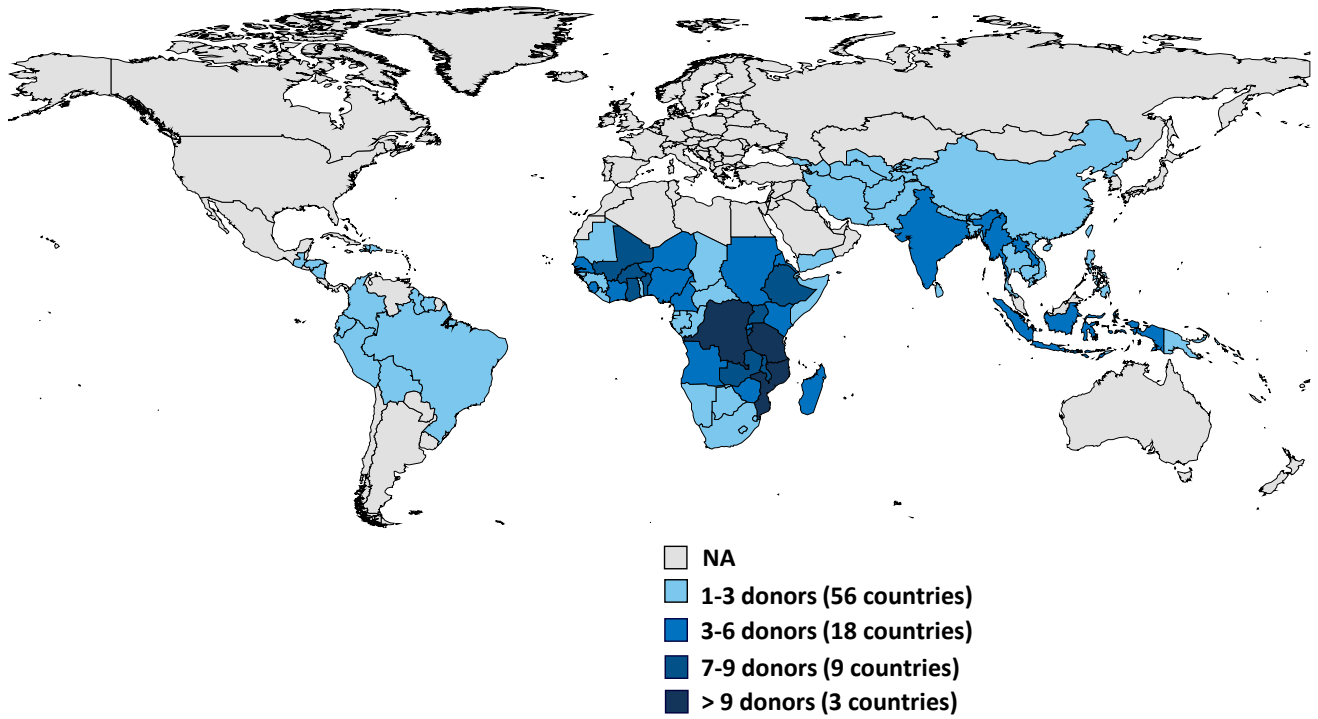 NA
1-3 donors (56 countries)
3-6 donors (18 countries)
7-9 donors (9 countries)
> 9 donors (3 countries)